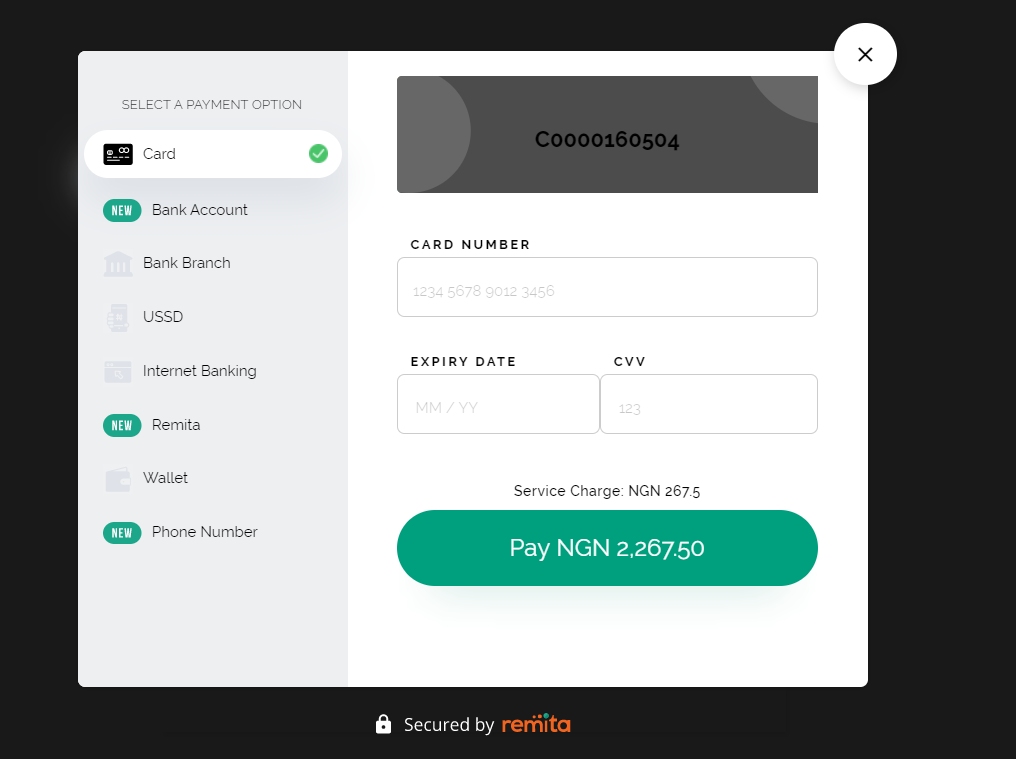 SELECT A PAYMENT OPTION
Card
NEW Bank Account
Bank Branch
USSD
Internet Banking
NEW Remita
Wallet
NEW Phone Number
C0000160504
CARD NUMBER
1234 5678 9012 3456
EXPIRY DATE
MM / YY
CVV
123
Service Charge: NGN 267.5
Pay NGN 2,267.50
Secured by remita